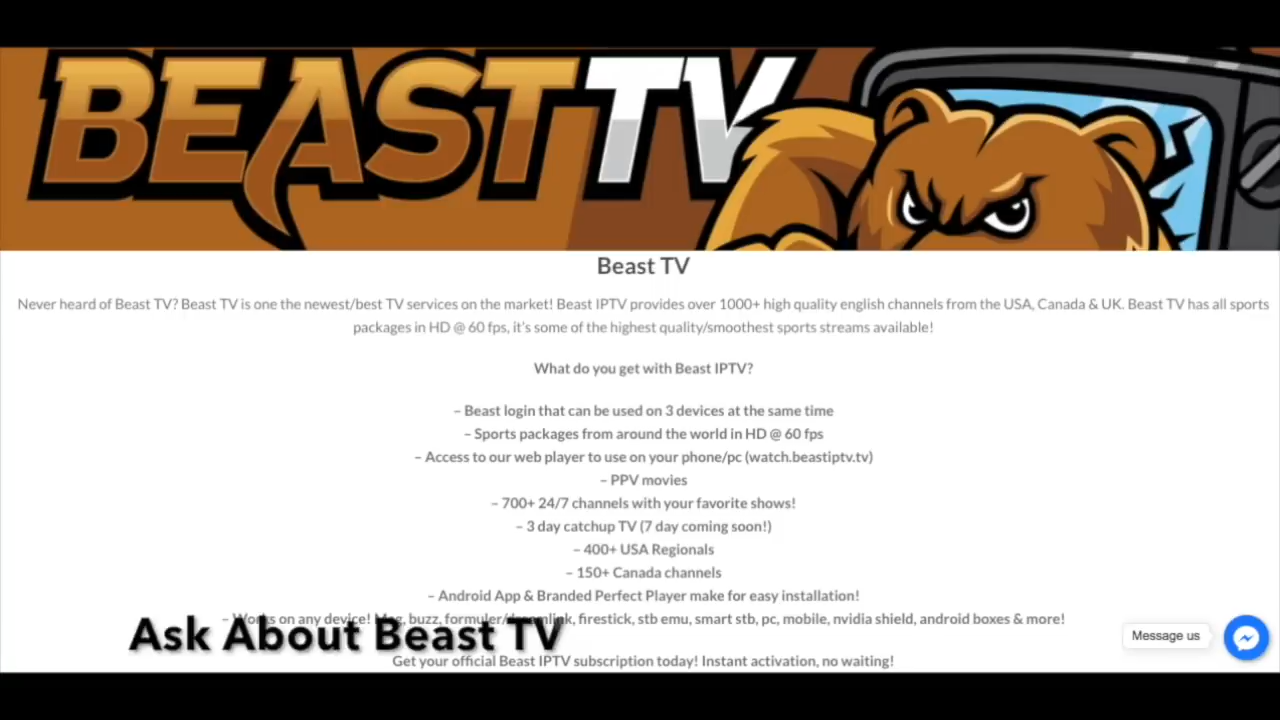 BEASTTV
Beast TV
Never heard of Beast TV? Beast TV is one the newest/best TV services on the market! Beast IPTV provides over 1000+ high quality english channels from the USA, Canada & UK. Beast TV has all sports
packages in HD @ 60 fps, it's some of the highest quality/smoothest sports streams available!
What do you get with Beast IPTV?
– Beast login that can be used on 3 devices at the same time
– Sports packages from around the world in HD @ 60 fps
– Access to our web player to use on your phone/pc (watch.beastiptv.tv)
– PPV movies
– 700+ 24/7 channels with your favorite shows!
– 3 day catchup TV (7 day coming soon!)
– 400+ USA Regionals
– 150+ Canada channels
– Android App & Branded Perfect Player make for easy installation!
– Works on any device! Mag, buzz, formuler/dreamlink, firestick, stb emu, smart stb, pc, mobile, nvidia shield, android boxes & more!
Ask About Beast TV
Message us
Get your official Beast IPTV subscription today! Instant activation, no waiting!